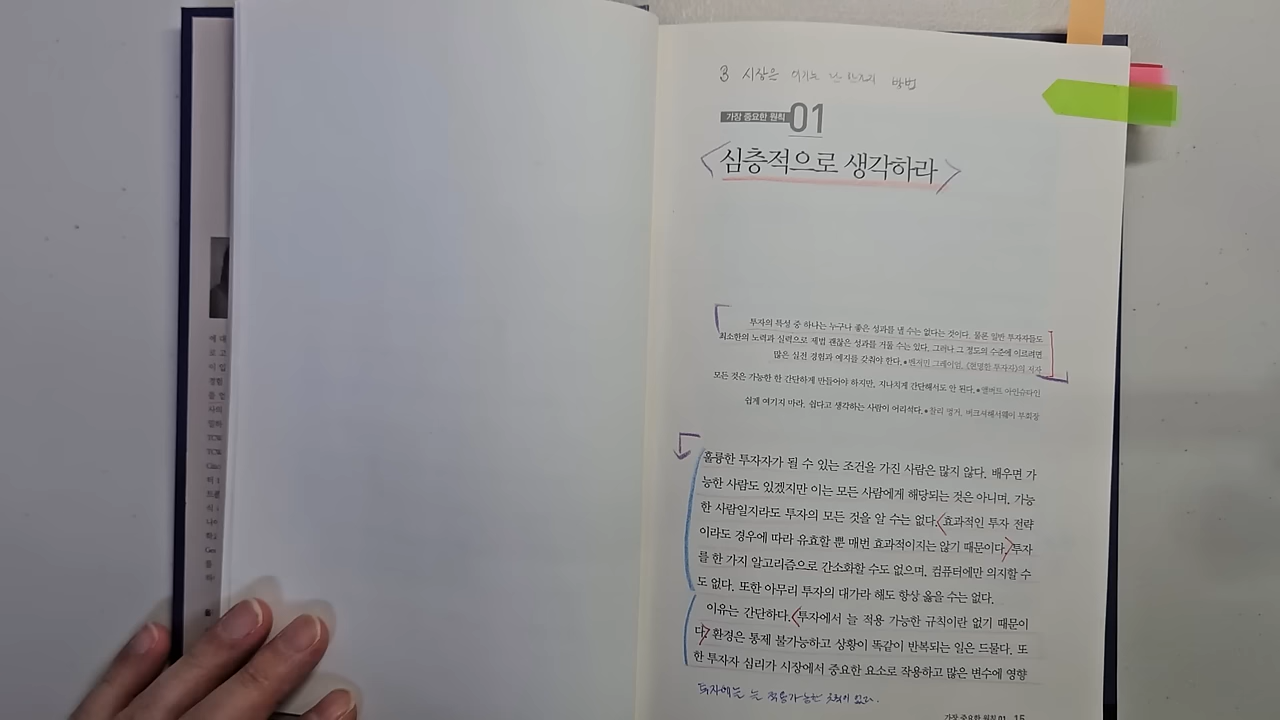 3 시장을 이기는 단 한가지 방법
가장 중요한 원칙 01
심층적으로 생각하라
투자의 특성 중 하나는 누구나 좋은 성과를 낼 수는 없다는 것이다. 물론 일반 투자자들도
최소한의 노력과 실력으로 제법 괜찮은 성과를 거둘 수는 있다. 그러나 그 정도의 수준에 이르려면
많은 실전 경험과 예지를 갖춰야 한다. •벤저민 그레이엄, 《현명한 투자자》의 저자
모든 것은 가능한 한 간단하게 만들어야 하지만, 지나치게 간단해서도 안 된다. •앨버트 아인슈타인
쉽게 여기지 마라. 쉽다고 생각하는 사람이 어리석다. •찰리 멍거, 버크셔해서웨이 부회장
훌륭한 투자자가 될 수 있는 조건을 가진 사람은 많지 않다. 배우면 가
능한 사람도 있겠지만 이는 모든 사람에게 해당되는 것은 아니며, 가능
한 사람일지라도 투자의 모든 것을 알 수는 없다. 효과적인 투자 전략
이라도 경우에 따라 유효할 뿐 매번 효과적이지는 않기 때문이다. 투자
를 한 가지 알고리즘으로 간소화할 수도 없으며, 컴퓨터에만 의지할 수
도 없다. 또한 아무리 투자의 대가라 해도 항상 옳을 수는 없다.
이유는 간단하다. 투자에서 늘 적용 가능한 규칙이란 없기 때문이
다. 환경은 통제 불가능하고 상황이 똑같이 반복되는 일은 드물다. 또
한 투자자 심리가 시장에서 중요한 요소로 작용하고 많은 변수에 영향
투자에는 늘 적용가능한 규칙이 없다.
가장 중요한 원칙 01 15